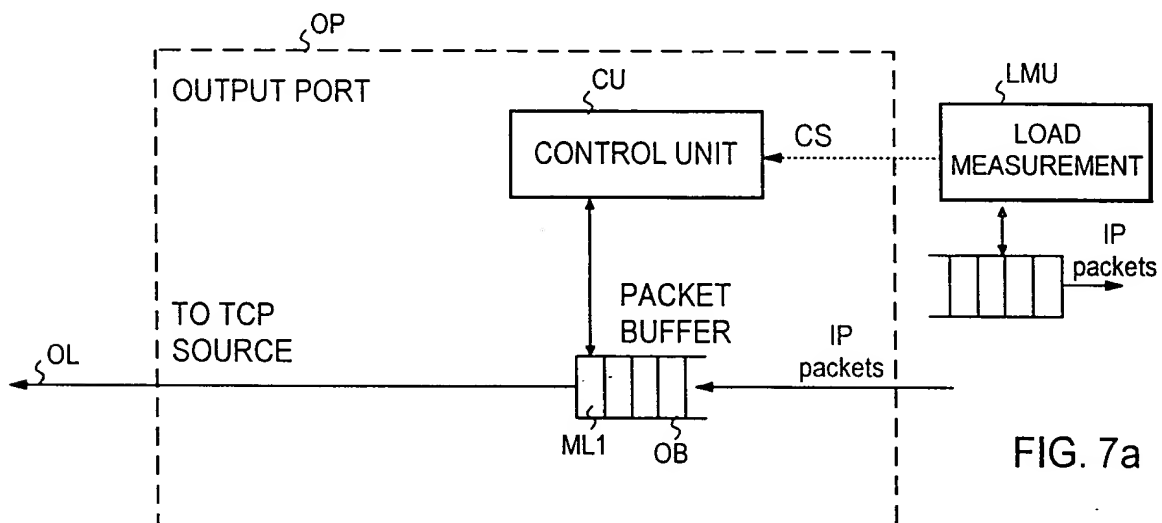 OP
OUTPUT PORT
CU
CONTROL UNIT
CS
LMU
LOAD
MEASUREMENT
IP
packets
PACKET
BUFFER
TO TCP
SOURCE
OL
IP
packets
ML1
OB
FIG. 7a